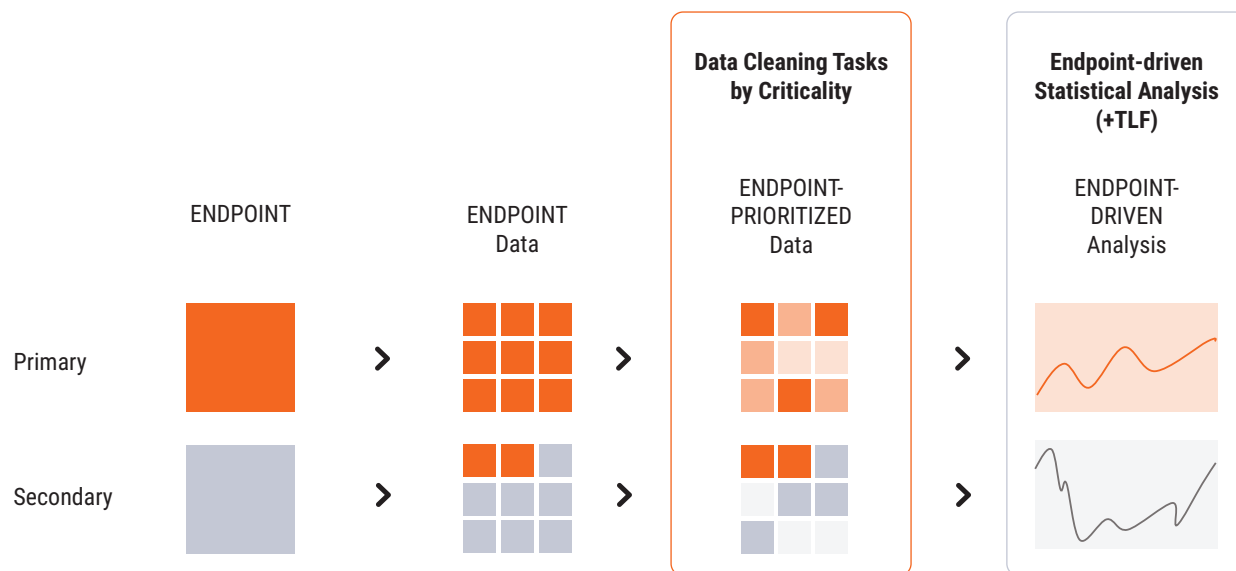 Data Cleaning Tasks
by Criticality
Endpoint-driven
Statistical Analysis
(+TLF)
ENDPOINT
ENDPOINT
Data
ENDPOINT-
PRIORITIZED
Data
ENDPOINT-
DRIVEN
Analysis
Primary
Secondary